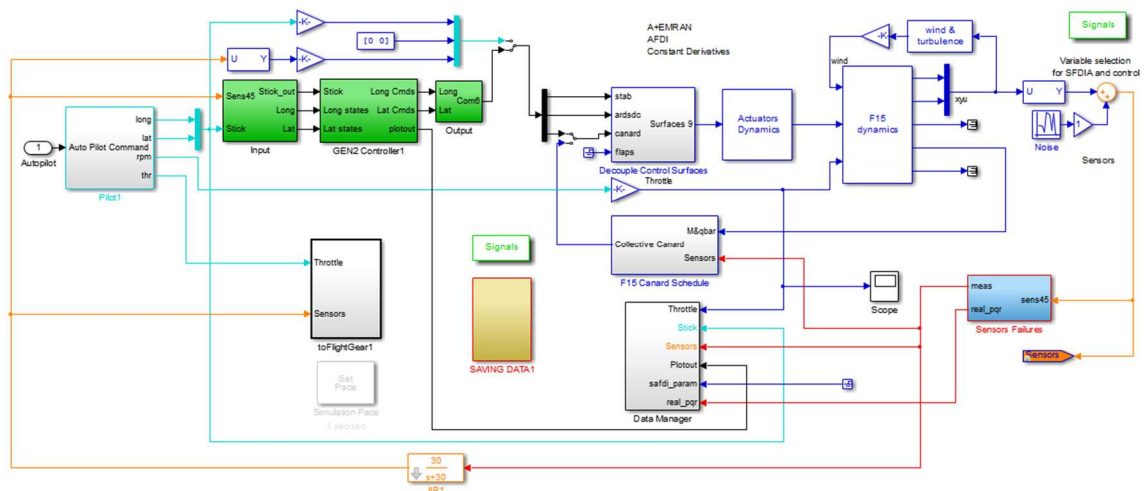 A+EMRAN
AFDI
Constant Derivatives
Signals
-K-
[0 0]
-K-
U Y
wind &
turbulence
-K-
wind
Variable selection
for SFDIA and control
xyu
U Y
Noise
1
Sensors
1
Autopilot
Auto Pilot Command
long
lat
rpm
thr
Pilot1
Sens45
Stick
Stick_out
Long
Lat
Input
Stick
Long states
Lat states
Long Cmds
Lat Cmds
plotout
GEN2 Controller1
Long
Lat
Com6
Output
stab
ardsdc
canard
flaps
Surfaces 9
Decouple Control Surfaces
Actuators
Dynamics
F15
dynamics
-K-
Throttle
Collective Canard
M&qbar
Sensors
F15 Canard Schedule
Throttle
Sensors
toFlightGear1
Set
Pace
Simulation Pace
1 sec/sec
Signals
SAVING DATA1
Throttle
Stick
Sensors
Plotout
safdi_param
real_pqr
Data Manager
Scope
meas
real_pqr
sens45
Sensors Failures
Sensors
30
s+30